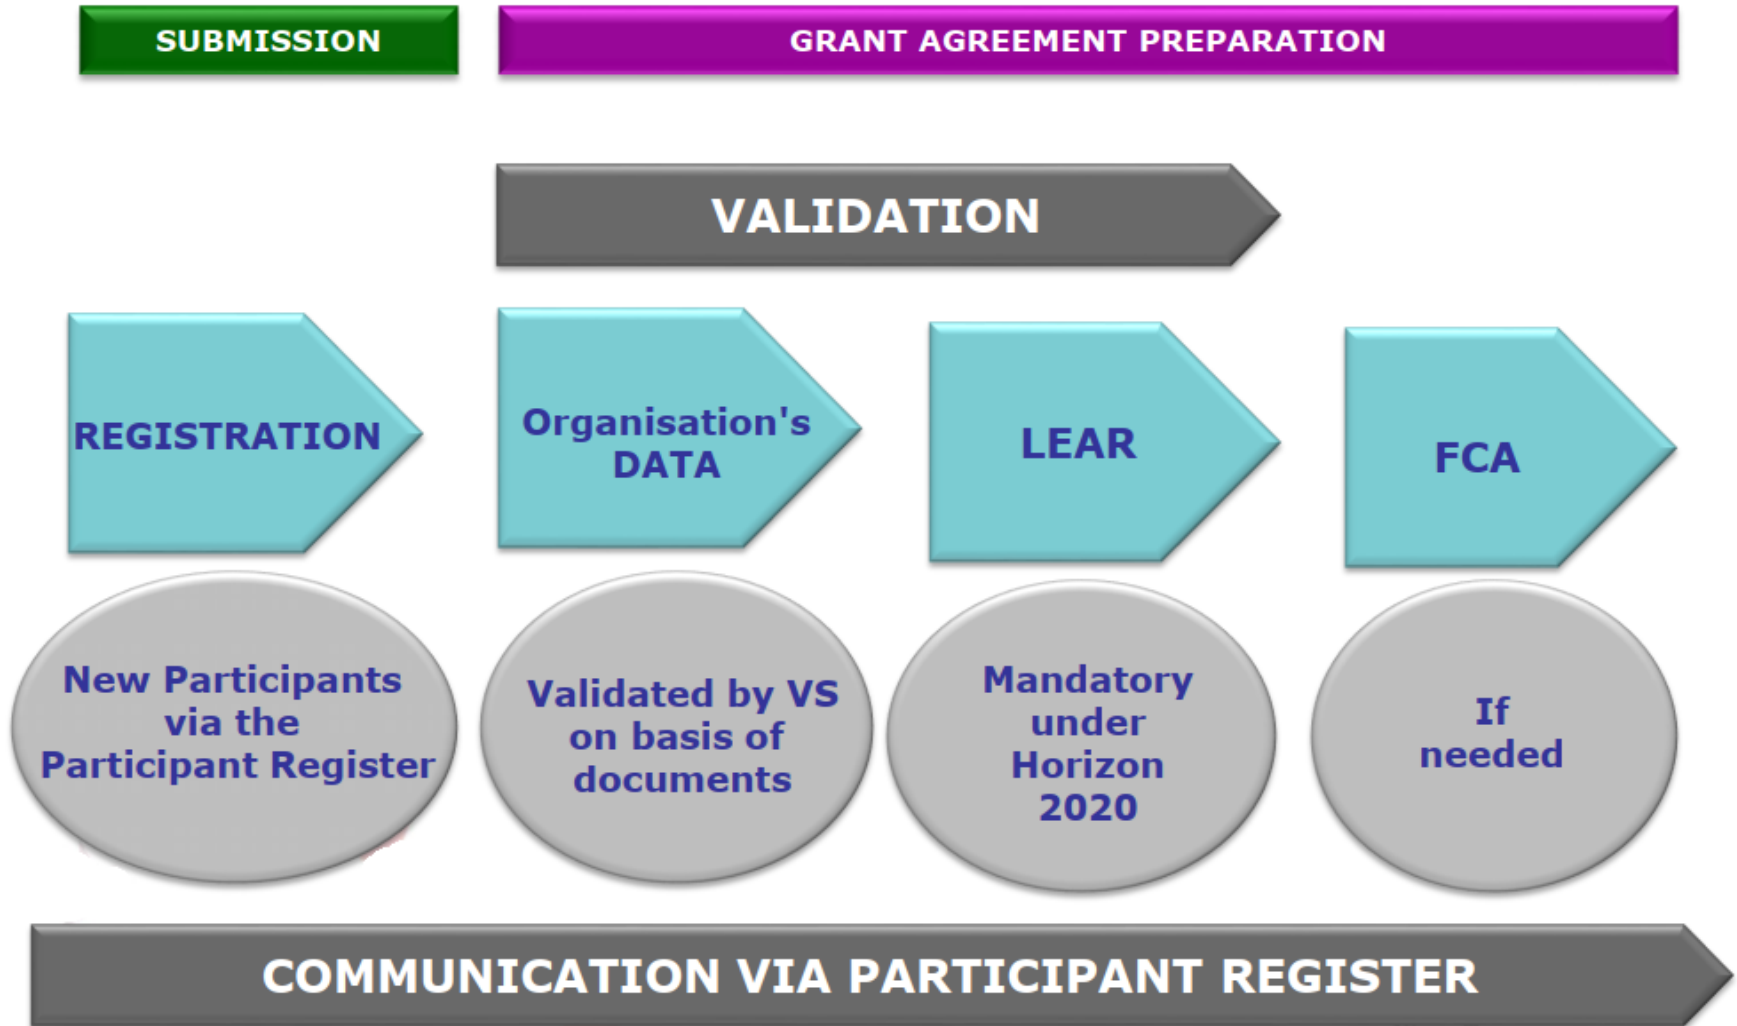 SUBMISSION
GRANT AGREEMENT PREPARATION
VALIDATION
REGISTRATION
Organisation's
DATA
LEAR
FCA
New Participants
via the
Participant Register
Validated by VS
on basis of
documents
Mandatory
under
Horizon
2020
If
needed
COMMUNICATION VIA PARTICIPANT REGISTER